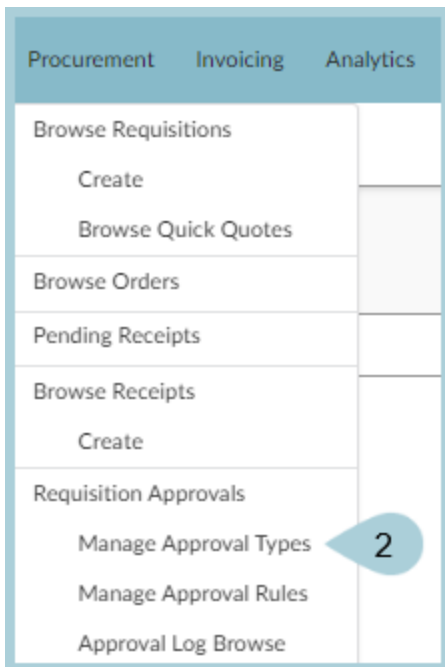 Procurement Invoicing Analytics
Browse Requisitions
Create
Browse Quick Quotes
Browse Orders
Pending Receipts
Browse Receipts
Create
Requisition Approvals
Manage Approval Types 2
Manage Approval Rules
Approval Log Browse